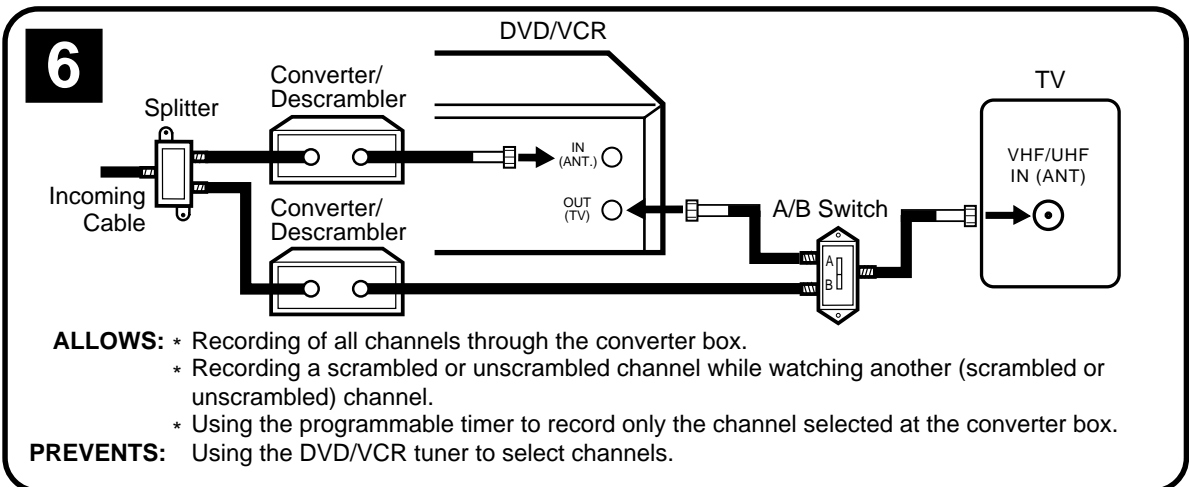 6
DVD/VCR
Converter/
Descrambler
Splitter
TV
IN
(ANT.)
VHF/UHF
IN (ANT)
Incoming
Cable
Converter/
Descrambler
OUT
(TV)
A/B Switch
A
B
ALLOWS: * Recording of all channels through the converter box.
* Recording a scrambled or unscrambled channel while watching another (scrambled or
unscrambled) channel.
* Using the programmable timer to record only the channel selected at the converter box.
PREVENTS: Using the DVD/VCR tuner to select channels.